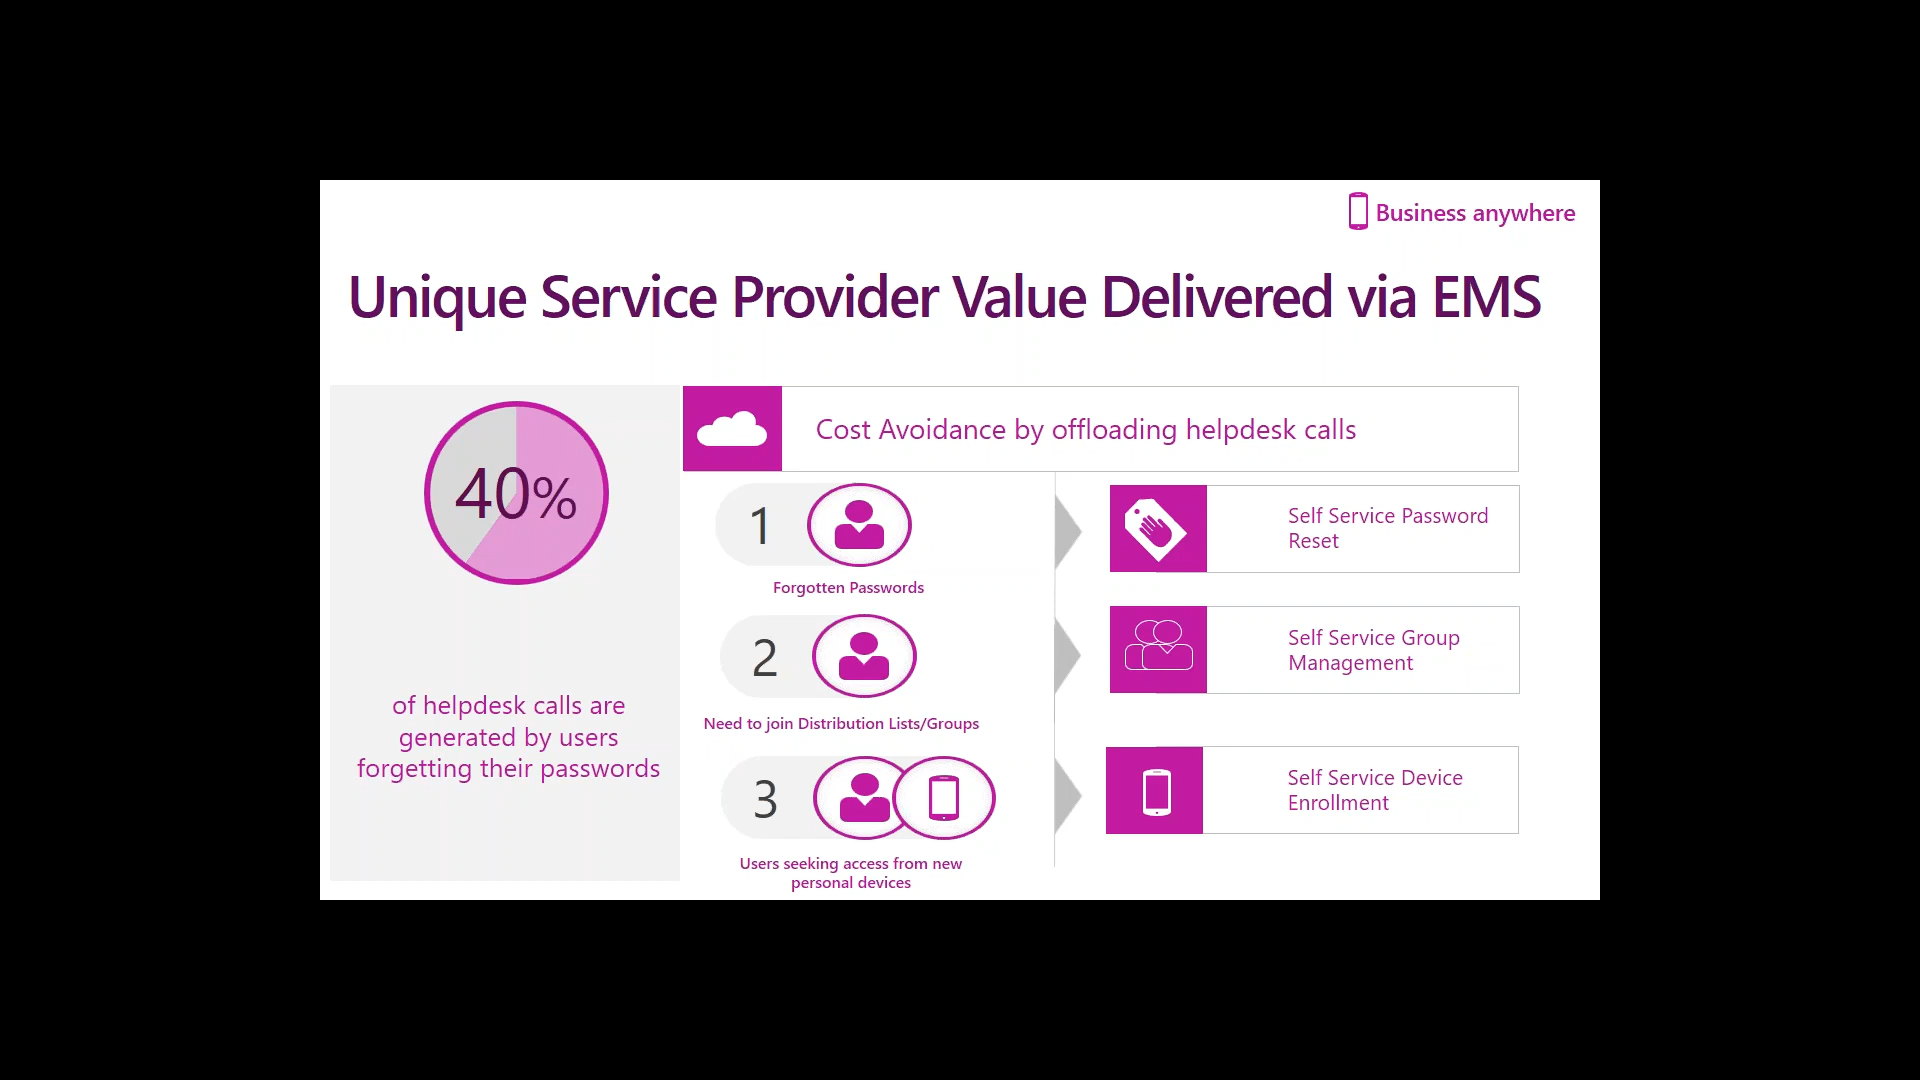 Business anywhere
Unique Service Provider Value Delivered via EMS
40%
of helpdesk calls are
generated by users
forgetting their passwords
Cost Avoidance by offloading helpdesk calls
1
Forgotten Passwords
Self Service Password
Reset
2
Need to join Distribution Lists/Groups
Self Service Group
Management
3
Users seeking access from new
personal devices
Self Service Device
Enrollment